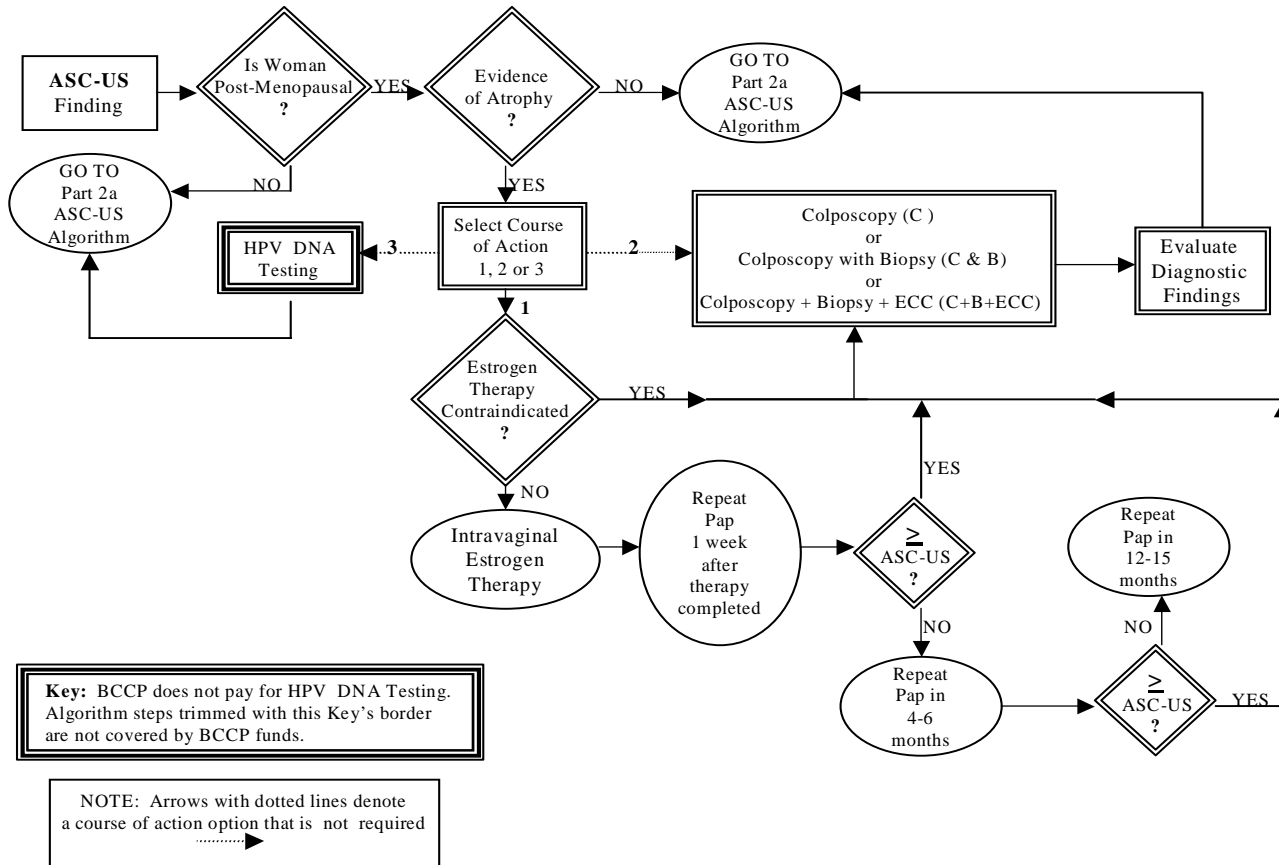 ASC-US
Finding
Is Woman
Post-Menopausal
?
YES
Evidence
of Atrophy
?
NO
GO TO
Part 2a
ASC-US
Algorithm
NO
GO TO
Part 2a
ASC-US
Algorithm
YES
HPV DNA
Testing
3
Select Course
of Action
1, 2 or 3
2
Colposcopy (C )
or
Colposcopy with Biopsy (C & B)
or
Colposcopy + Biopsy + ECC (C+B+ECC)
Evaluate
Diagnostic
Findings
1
Estrogen
Therapy
Contraindicated
?
YES
NO
Intravaginal
Estrogen
Therapy
Repeat
Pap
1 week
after
therapy
completed
YES
≥
ASC-US
?
NO
Repeat
Pap in
4-6
months
Repeat
Pap in
12-15
months
NO
≥
ASC-US
?
YES
Key: BCCP does not pay for HPV DNA Testing.
Algorithm steps trimmed with this Key's border
are not covered by BCCP funds.
NOTE: Arrows with dotted lines denote
a course of action option that is not required